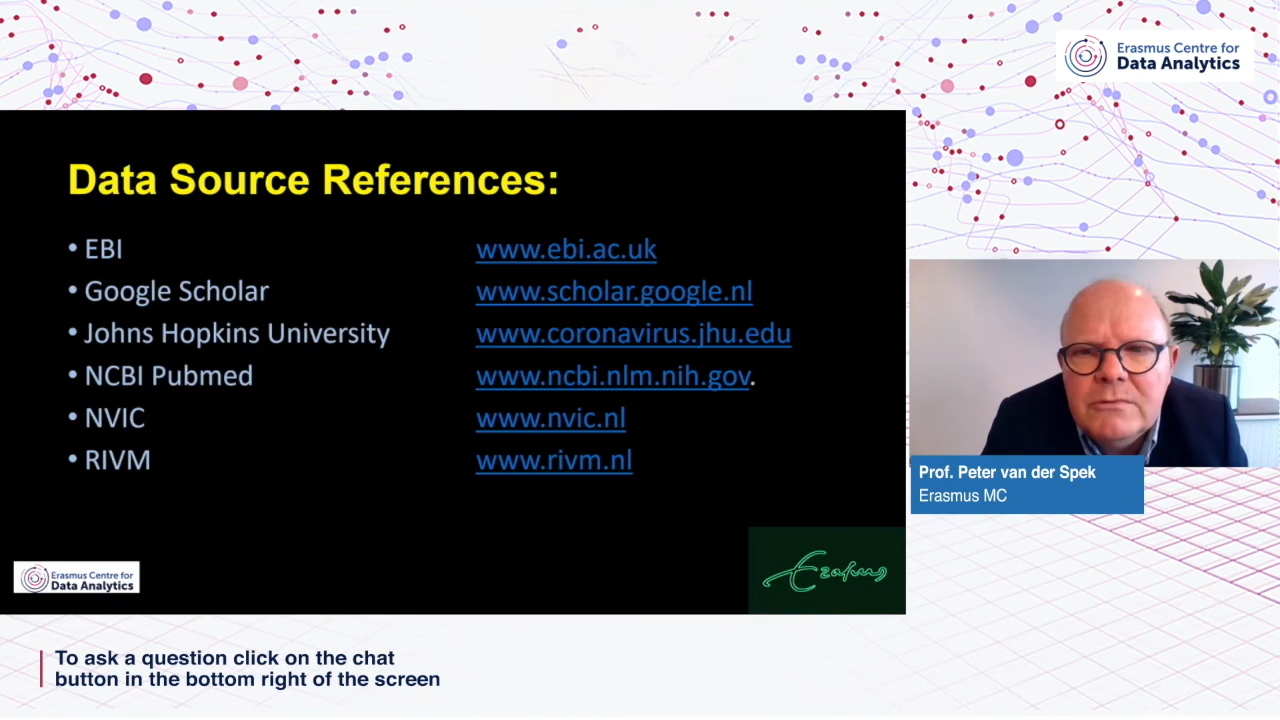 Erasmus Centre for
Data Analytics
Data Source References:
• EBI www.ebi.ac.uk
• Google Scholar www.scholar.google.nl
• Johns Hopkins University www.coronavirus.jhu.edu
• NCBI Pubmed www.ncbi.nlm.nih.gov.
• NVIC www.nvic.nl
• RIVM www.rivm.nl
Prof. Peter van der Spek
Erasmus MC
Erasmus Centre for
Data Analytics
Erasmus
To ask a question click on the chat
button in the bottom right of the screen